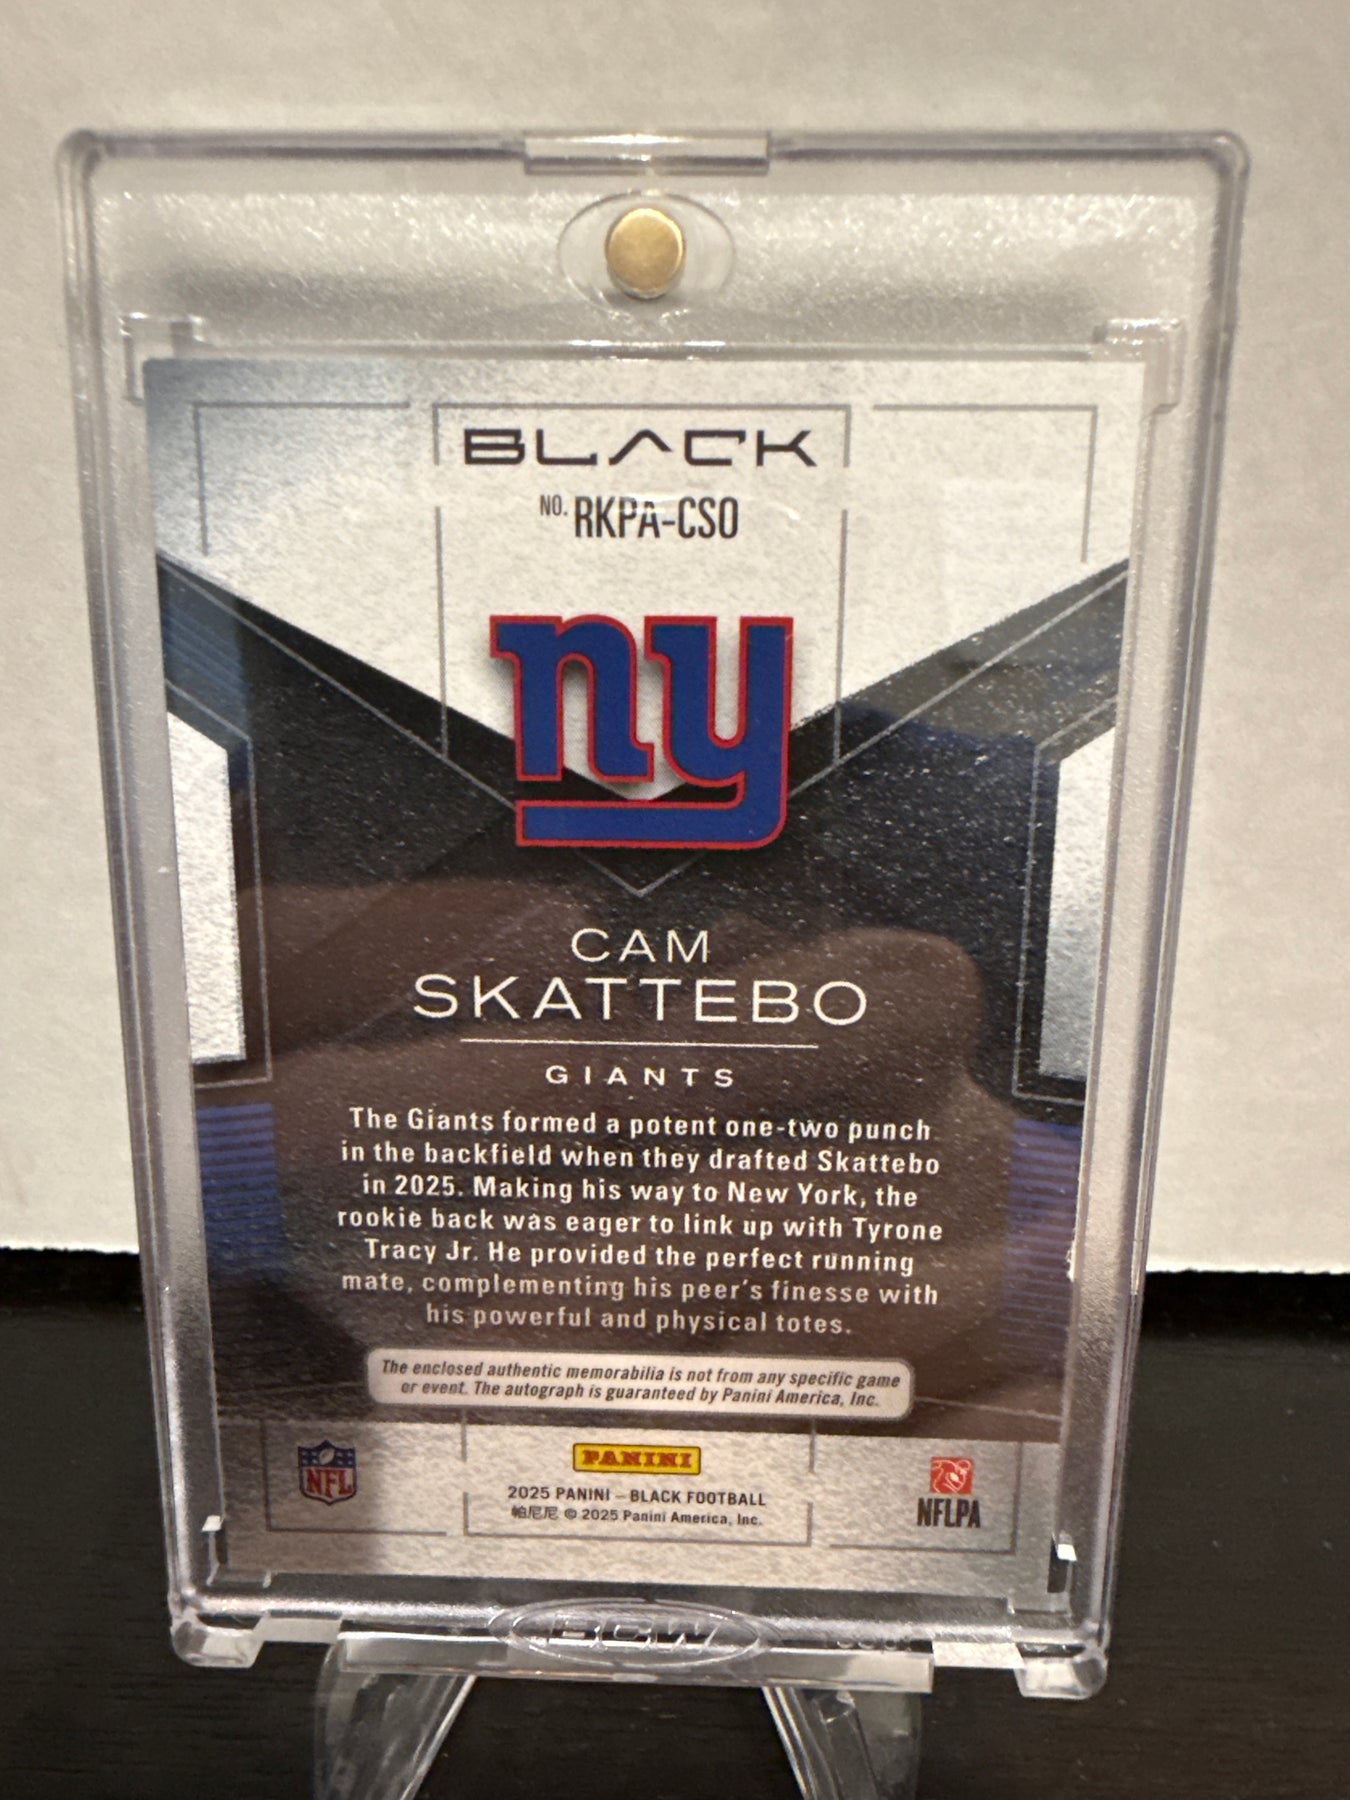 BLACK
NO. RKPA-CSO
ny
CAM
SKATTEBO
GIANTS
The Giants formed a potent one-two punch
in the backfield when they drafted Skattebo
in 2025. Making his way to New York, the
rookie back was eager to link up with Tyrone
Tracy Jr. He provided the perfect running
mate, complementing his peer's finesse with
his powerful and physical totes.
The enclosed authentic memorabilia is not from any specific game
or event. The autograph is guaranteed by Panini America, Inc.
NFL
PANINI
2025 PANINI – BLACK FOOTBALL
帕尼尼 © 2025 Panini America, Inc.
NFLPA
BCW